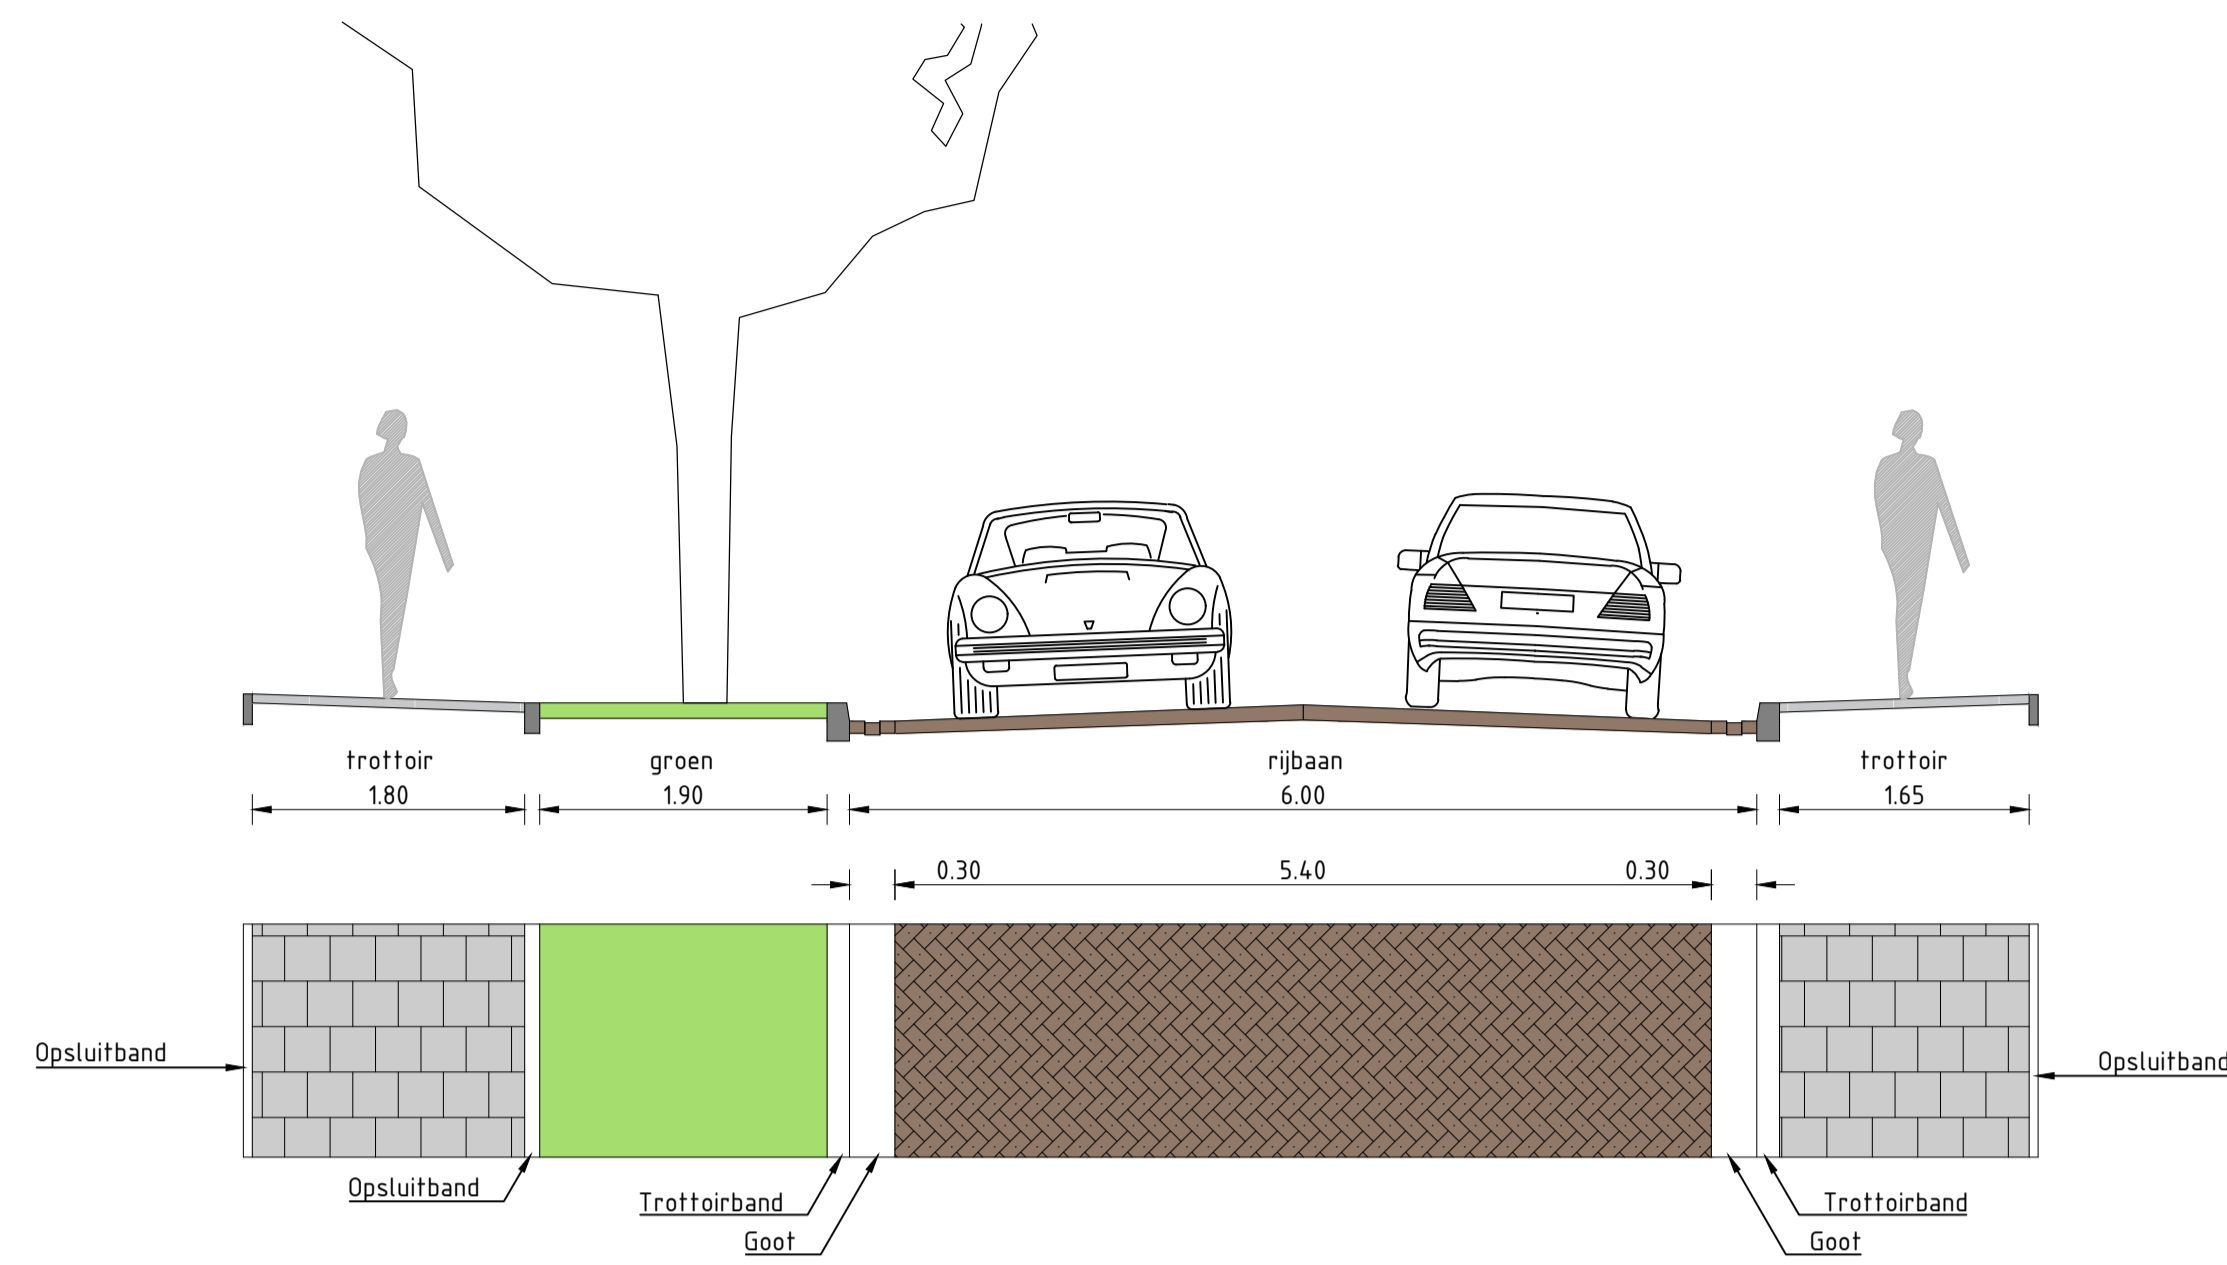 trottoir groen rijbaan trottoir
1.80 1.90 6.00 1.65
0.30 5.40 0.30
Opsluitband
Opsluitband
Opsluitband
Trottoirband Trottoirband
Goot Goot